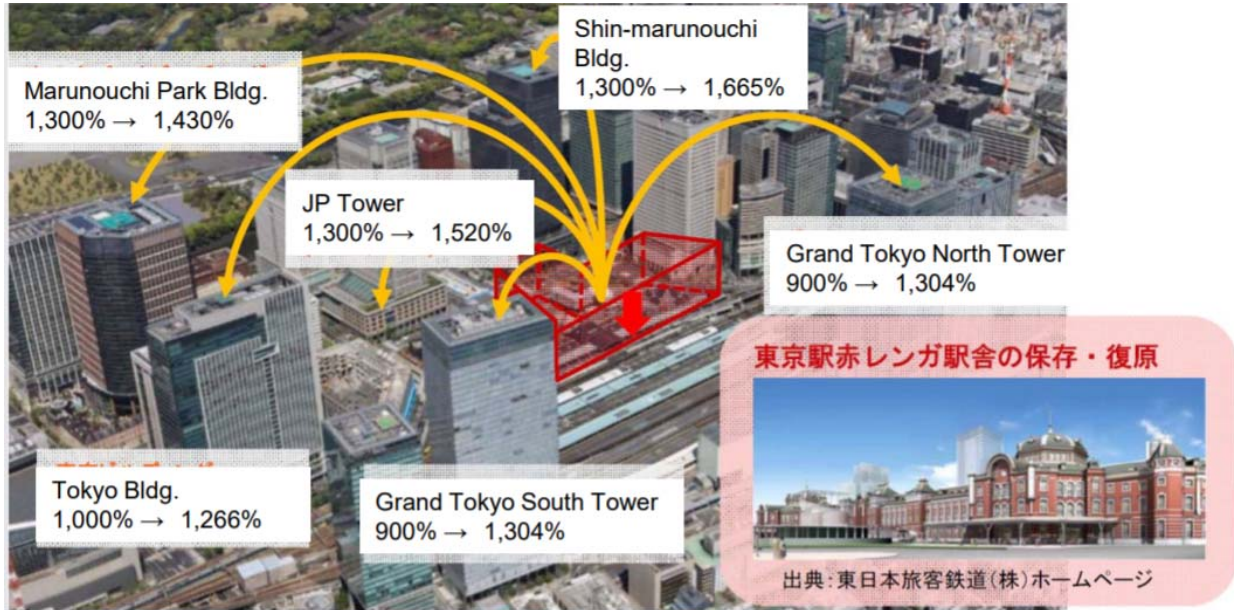 Marunouchi Park Bldg.
1,300% → 1,430%
Shin-marunouchi
Bldg.
1,300% → 1,665%
JP Tower
1,300% → 1,520%
Grand Tokyo North Tower
900% → 1,304%
Tokyo Bldg.
1,000% → 1,266%
Grand Tokyo South Tower
900% → 1,304%
東京駅赤レンガ駅舎の保存・復原
出典:東日本旅客鉄道(株)ホームページ